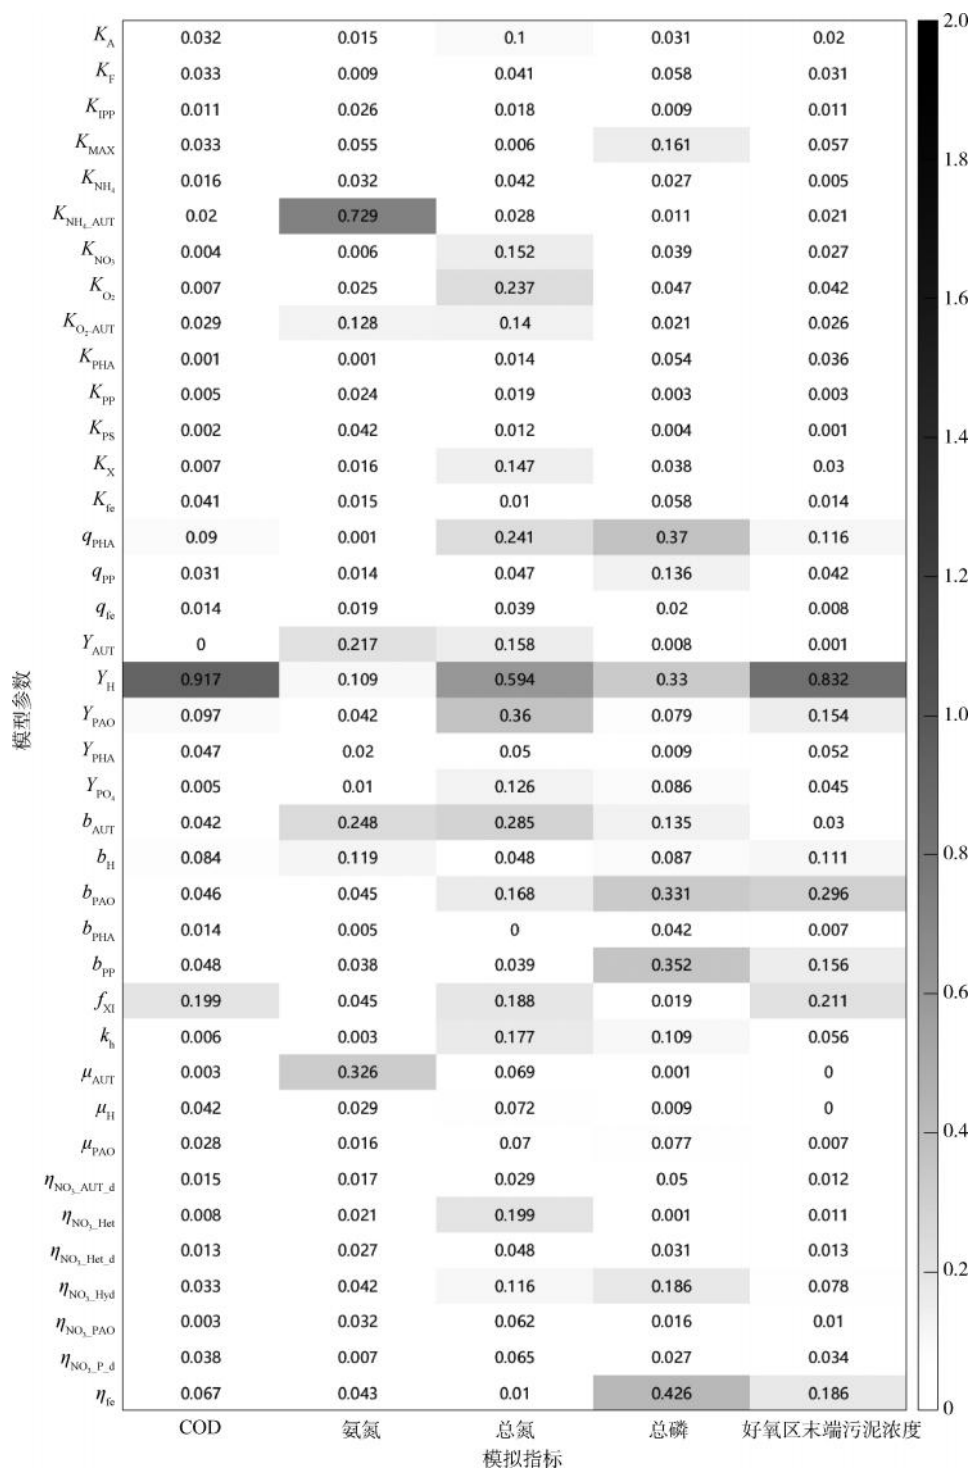 2.0
K_A 0.032 0.015 0.1 0.031 0.02
K_F 0.033 0.009 0.041 0.058 0.031
K_IPP 0.011 0.026 0.018 0.009 0.011
1.8
K_MAX 0.033 0.055 0.006 0.161 0.057
K_NH₄ 0.016 0.032 0.042 0.027 0.005
K_NH₄_AUT 0.02 0.729 0.028 0.011 0.021
K_NO₃ 0.004 0.006 0.152 0.039 0.027
1.6
K_O₂ 0.007 0.025 0.237 0.047 0.042
K_O₂-AUT 0.029 0.128 0.14 0.021 0.026
K_PHA 0.001 0.001 0.014 0.054 0.036
K_PP 0.005 0.024 0.019 0.003 0.003
K_PS 0.002 0.042 0.012 0.004 0.001
1.4
K_X 0.007 0.016 0.147 0.038 0.03
K_fe 0.041 0.015 0.01 0.058 0.014
q_PHA 0.09 0.001 0.241 0.37 0.116
q_PP 0.031 0.014 0.047 0.136 0.042
1.2
q_fe 0.014 0.019 0.039 0.02 0.008
Y_AUT 0 0.217 0.158 0.008 0.001
Y_H 0.917 0.109 0.594 0.33 0.832
模型参数
Y_PAO 0.097 0.042 0.36 0.079 0.154
1.0
Y_PHA 0.047 0.02 0.05 0.009 0.052
Y_PO₄ 0.005 0.01 0.126 0.086 0.045
b_AUT 0.042 0.248 0.285 0.135 0.03
b_H 0.084 0.119 0.048 0.087 0.111
0.8
b_PAO 0.046 0.045 0.168 0.331 0.296
b_PHA 0.014 0.005 0 0.042 0.007
b_PP 0.048 0.038 0.039 0.352 0.156
f_XI 0.199 0.045 0.188 0.019 0.211
0.6
k_h 0.006 0.003 0.177 0.109 0.056
μ_AUT 0.003 0.326 0.069 0.001 0
μ_H 0.042 0.029 0.072 0.009 0
μ_PAO 0.028 0.016 0.07 0.077 0.007
0.4
η_NO₃_AUT_d 0.015 0.017 0.029 0.05 0.012
η_NO₃_Het 0.008 0.021 0.199 0.001 0.011
η_NO₃_Het_d 0.013 0.027 0.048 0.031 0.013
0.2
η_NO₃_Hyd 0.033 0.042 0.116 0.186 0.078
η_NO₃_PAO 0.003 0.032 0.062 0.016 0.01
η_NO₃_P_d 0.038 0.007 0.065 0.027 0.034
η_fe 0.067 0.043 0.01 0.426 0.186
0
COD 氨氮 总氮 总磷 好氧区末端污泥浓度
模拟指标